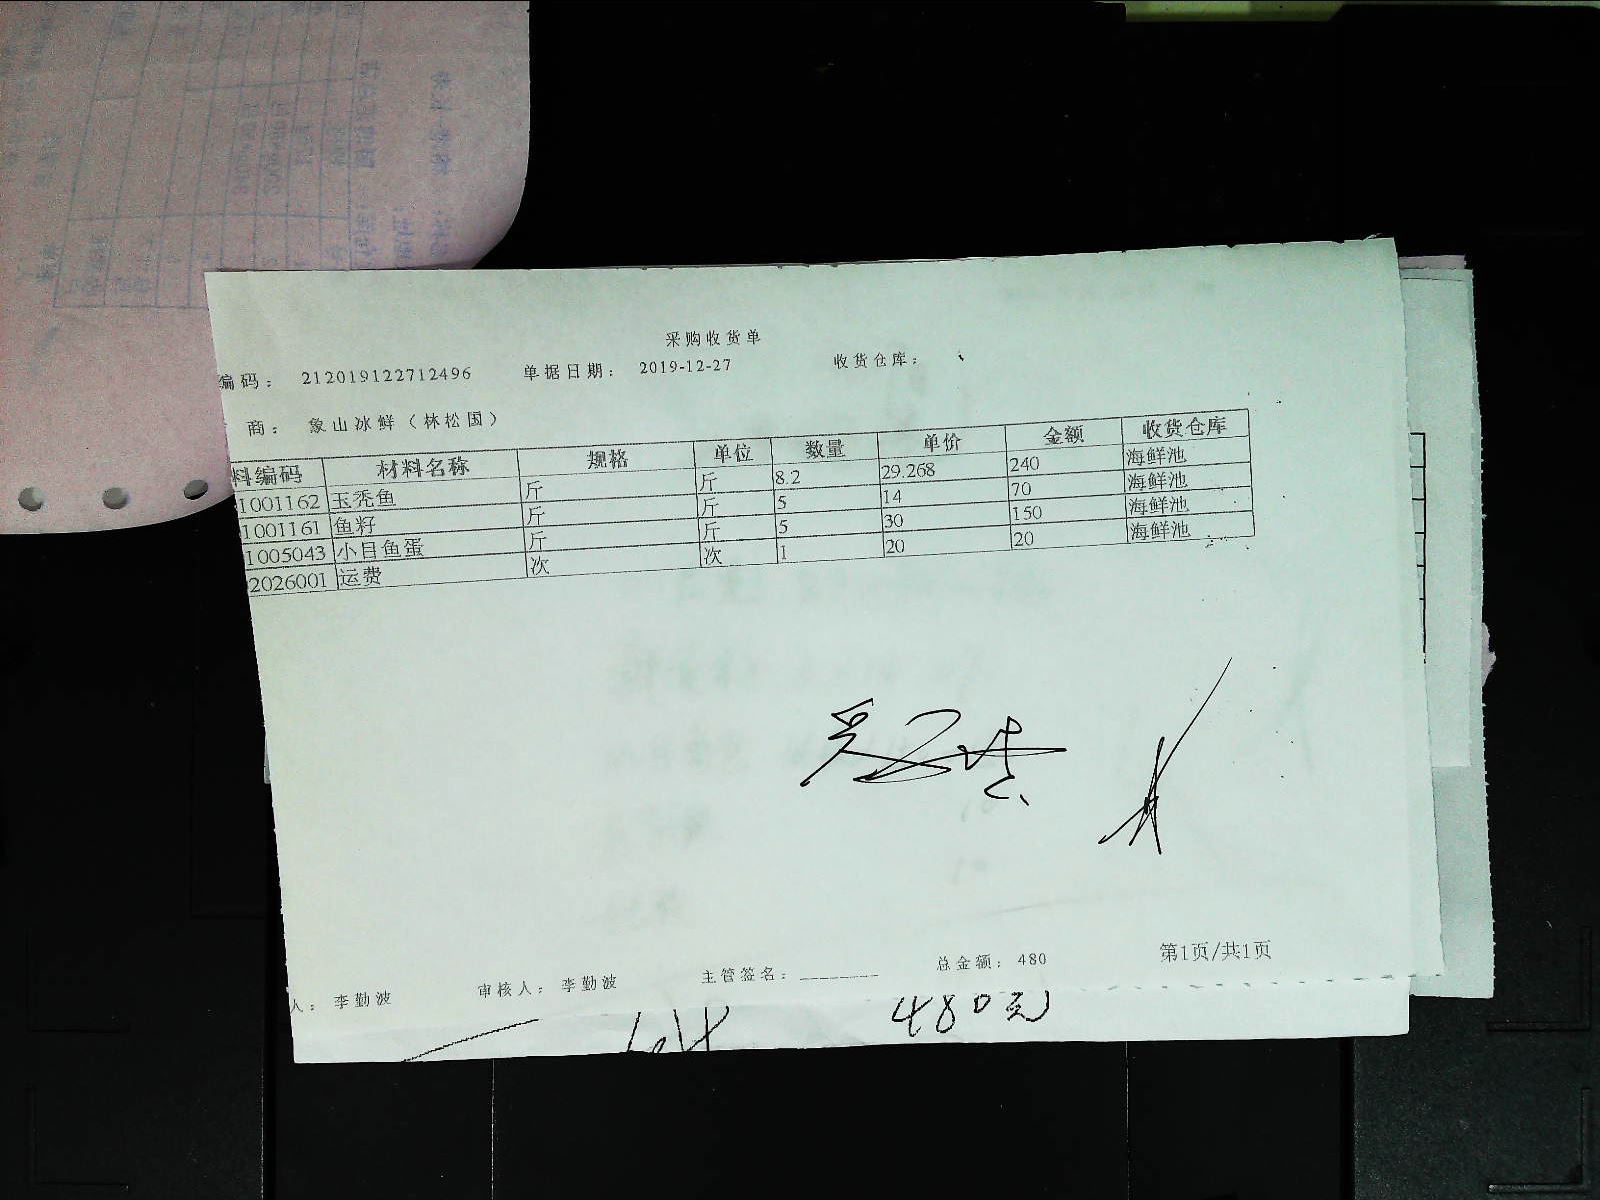 采购收货单
编码： 212019122712496 单据日期： 2019-12-27 收货仓库：
商： 象山冰鲜（林松国）
料编码 材料名称 规格 单位 数量 单价 金额 收货仓库
1001162 玉秃鱼 斤 斤 8.2 29.268 240 海鲜池
1001161 鱼籽 斤 斤 5 14 70 海鲜池
1005043 小目鱼蛋 斤 斤 5 30 150 海鲜池
2026001 运费 次 次 1 20 20 海鲜池
人： 李勤波 审核人： 李勤波 主管签名：________ 总金额： 480 第1页/共1页
480元